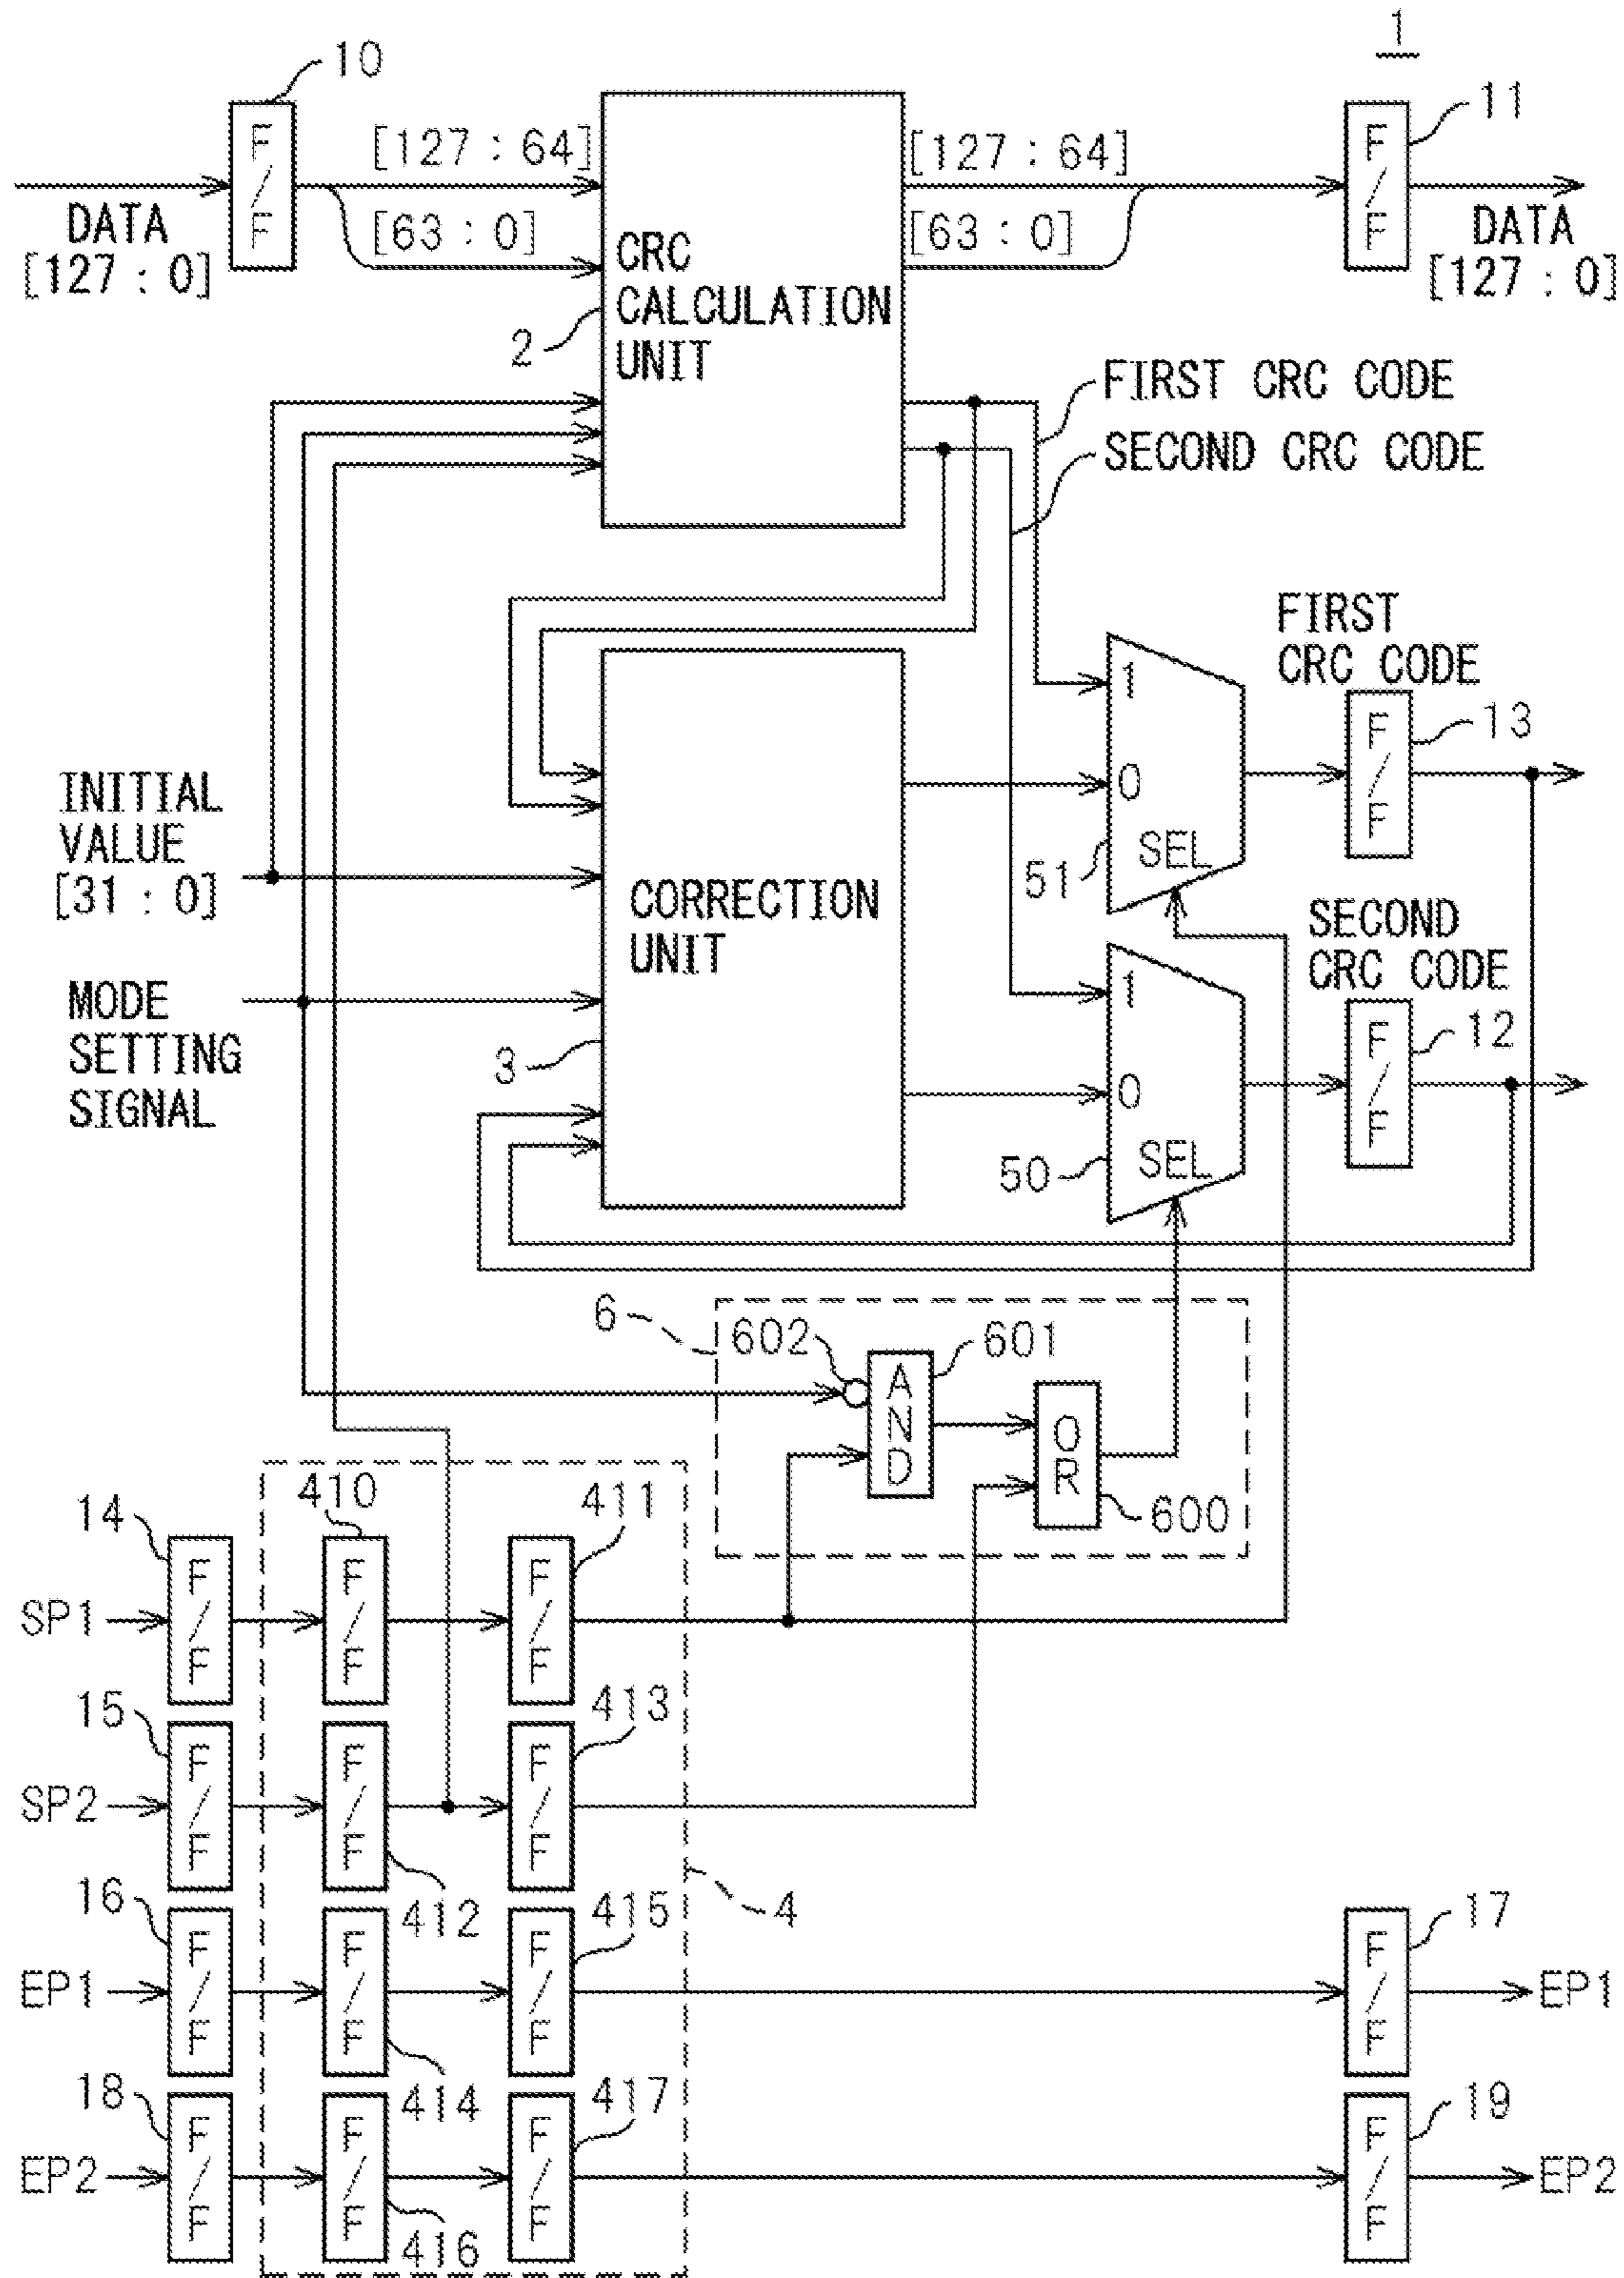 1
10
F/F
[127 : 64]
[63 : 0]
DATA
[127 : 0]
CRC
CALCULATION
UNIT
2
[127 : 64]
[63 : 0]
11
F/F
DATA
[127 : 0]
FIRST CRC CODE
SECOND CRC CODE
INITIAL
VALUE
[31 : 0]
MODE
SETTING
SIGNAL
CORRECTION
UNIT
3
1
0
SEL
51
FIRST
CRC CODE
F/F
13
1
0
SEL
50
SECOND
CRC CODE
F/F
12
6
602
AND
601
OR
600
4
SP1
14
F/F
410
F/F
411
F/F
SP2
15
F/F
412
F/F
413
F/F
EP1
16
F/F
414
F/F
415
F/F
17
F/F
EP1
EP2
18
F/F
416
F/F
417
F/F
19
F/F
EP2